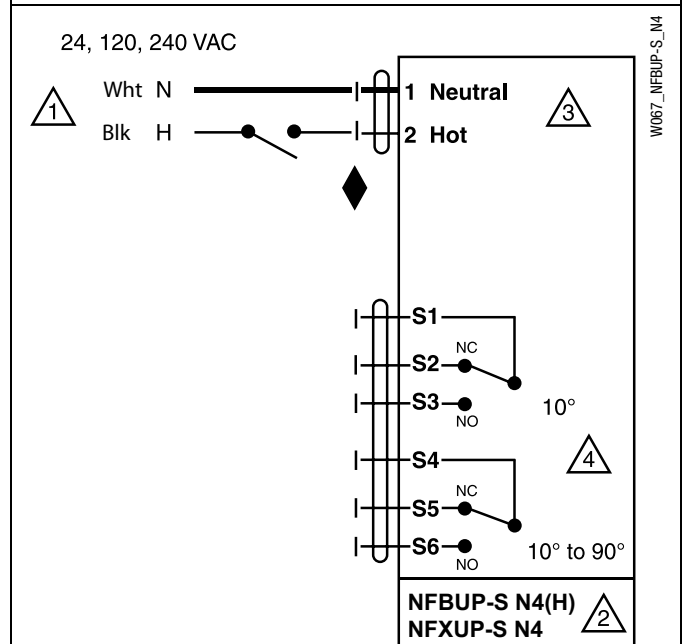 24, 120, 240 VAC
W067_NFBUP-S_N4
1
Wht N
1 Neutral
3
Blk H
2 Hot
S1
NC
S2
S3
NO
10°
S4
4
NC
S5
S6
NO
10° to 90°
NFBUP-S N4(H)
NFXUP-S N4
2